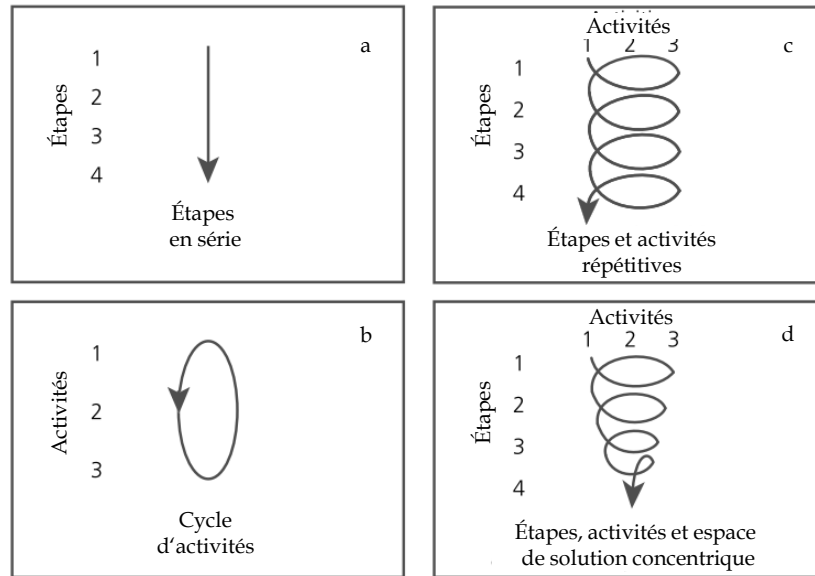 a
Étapes
1
2
3
4
Étapes
en série
b
Activités
1
2
3
Cycle
d‘activités
c
Activités
1 2 3
Étapes
1
2
3
4
Étapes et activités
répétitives
d
Activités
1 2 3
Étapes
1
2
3
4
Étapes, activités et espace
de solution concentrique